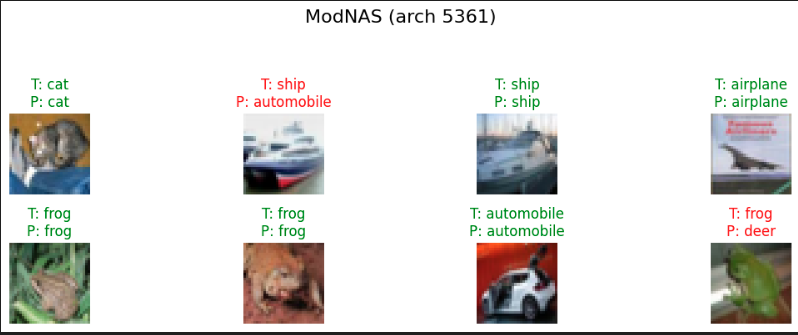 ModNAS (arch 5361)
T: cat
P: cat
T: ship
P: automobile
T: ship
P: ship
T: airplane
P: airplane
T: frog
P: frog
T: frog
P: frog
T: automobile
P: automobile
T: frog
P: deer